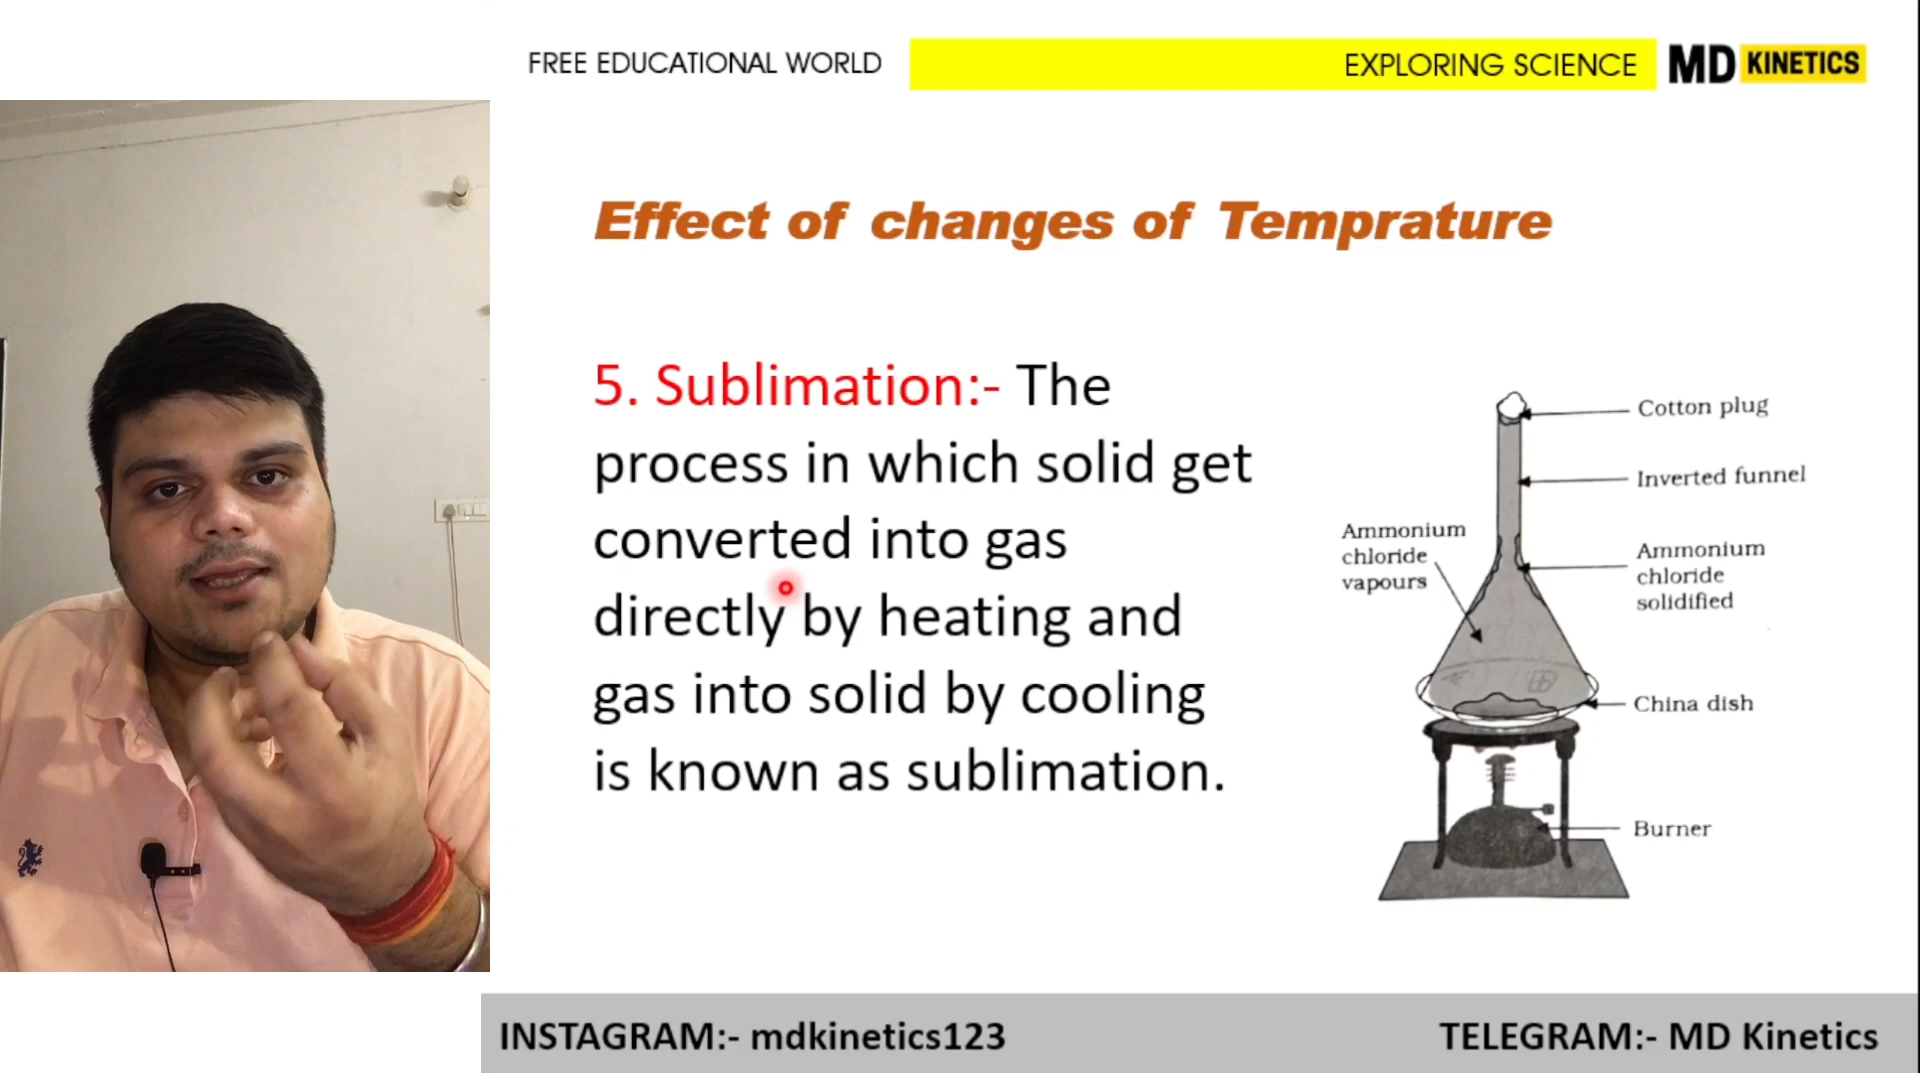 FREE EDUCATIONAL WORLD
EXPLORING SCIENCE
MD KINETICS
Effect of changes of Temprature
5. Sublimation:- The
process in which solid get
converted into gas
directly by heating and
gas into solid by cooling
is known as sublimation.
Cotton plug
Inverted funnel
Ammonium
chloride
vapours
Ammonium
chloride
solidified
China dish
Burner
INSTAGRAM:- mdkinetics123
TELEGRAM:- MD Kinetics